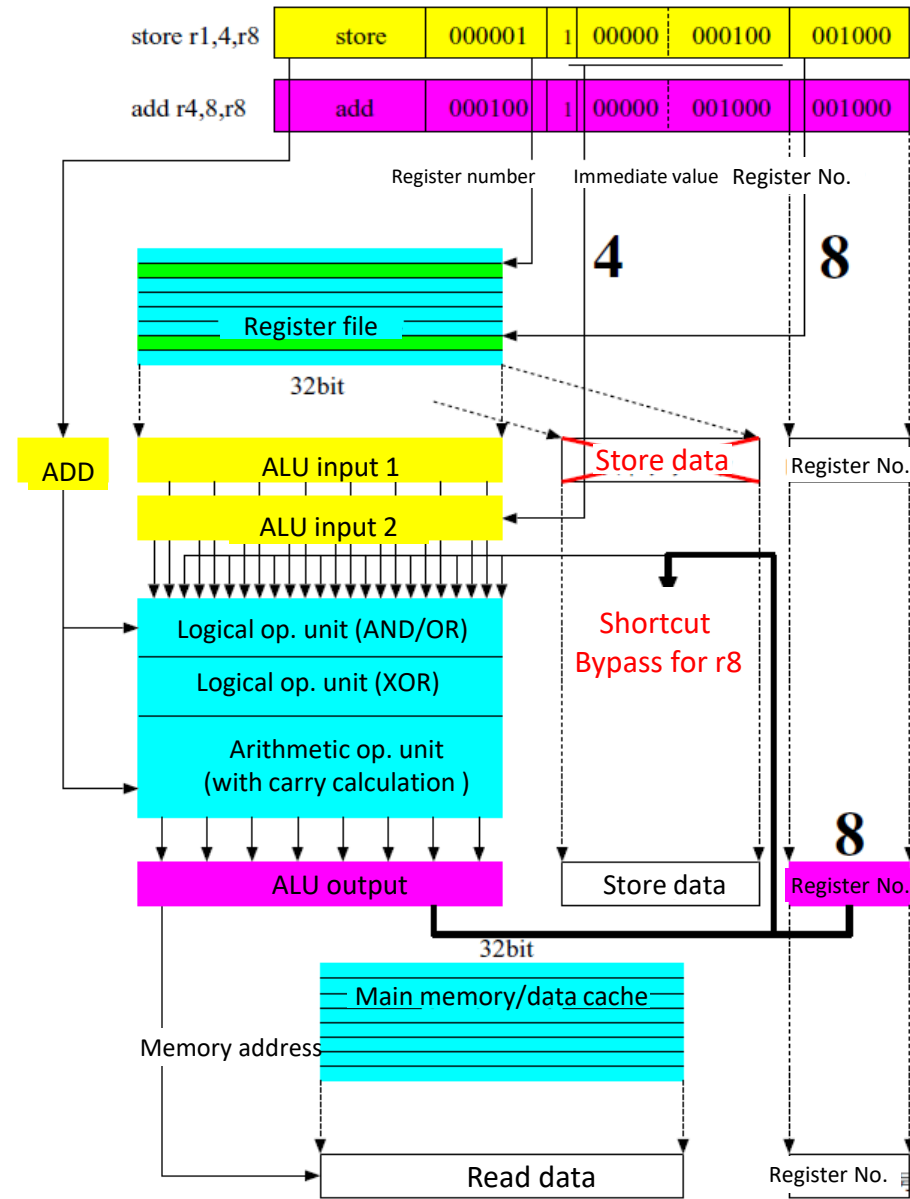 store r1,4,r8 store 000001 1 00000 000100 001000
add r4,8,r8 add 000100 1 00000 001000 001000
Register number Immediate value Register No.
4 8
Register file
32bit
ADD ALU input 1 Store data Register No.
ALU input 2
Logical op. unit (AND/OR)
Shortcut
Bypass for r8
Logical op. unit (XOR)
Arithmetic op. unit
(with carry calculation )
8
ALU output Store data Register No.
32bit
Main memory/data cache
Memory address
Read data Register No.